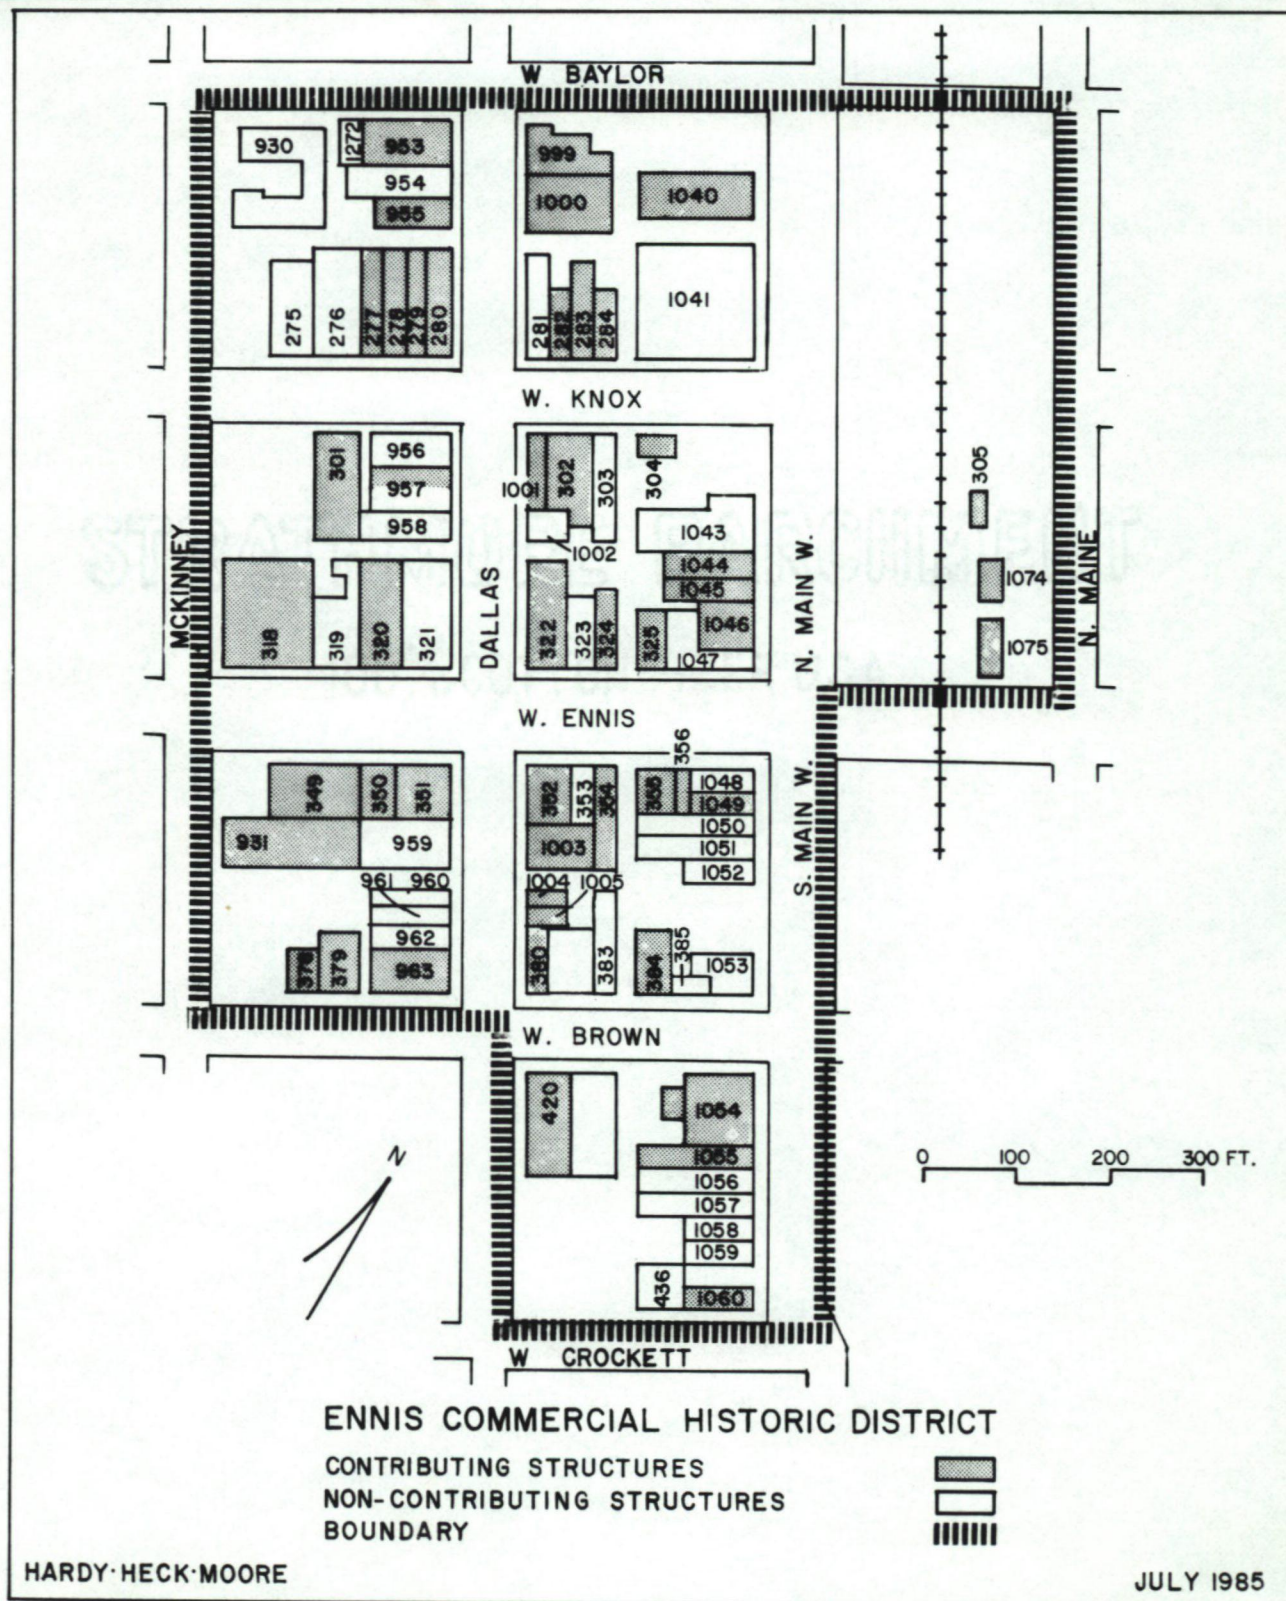 W BAYLOR
930 1272 953 999
954 1000 1040
955
275 276 277 278 279 280 281 282 283 284 1041
W. KNOX
301 956 302 303 304 305
957 1001
958 1002 1043
1044 1074
1045
318 319 320 321 322 323 324 325 1046 1075
1047
MCKINNEY
DALLAS
N. MAIN W.
N. MAINE
W. ENNIS
356
349 350 351 352 353 354 355 1048
1049
931 959 1003 1050
1051
1052
961 960 1004 1005
962
378 379 963 380 383 384 385 1053
S. MAIN W.
W. BROWN
420 1054
1055
1056
1057
1058
1059
436 1060
N
0 100 200 300 FT.
W CROCKETT
ENNIS COMMERCIAL HISTORIC DISTRICT
CONTRIBUTING STRUCTURES
NON-CONTRIBUTING STRUCTURES
BOUNDARY
HARDY·HECK·MOORE
JULY 1985